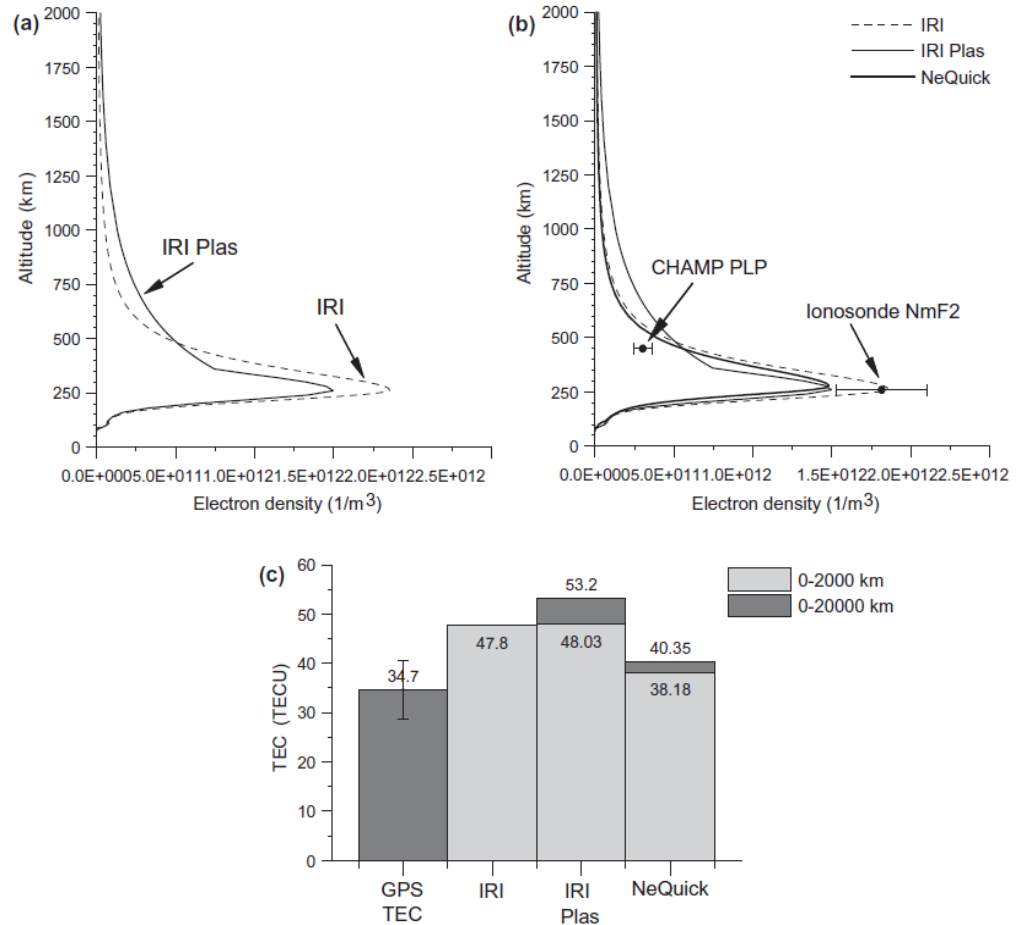 (a)
2000
1750
1500
1250
1000
750
500
250
0
Altitude (km)
IRI Plas
IRI
0.0E+0005.0E+0111.0E+0121.5E+0122.0E+0122.5E+012
Electron density (1/m³)
(b)
2000
1750
1500
1250
1000
750
500
250
0
Altitude (km)
IRI
IRI Plas
NeQuick
CHAMP PLP
Ionosonde NmF2
0.0E+0005.0E+0111.0E+012 1.5E+0122.0E+0122.5E+012
Electron density (1/m³)
(c)
60
50
40
30
20
10
0
TEC (TECU)
34.7
47.8
53.2
48.03
40.35
38.18
0-2000 km
0-20000 km
GPS
TEC
IRI
IRI
Plas
NeQuick